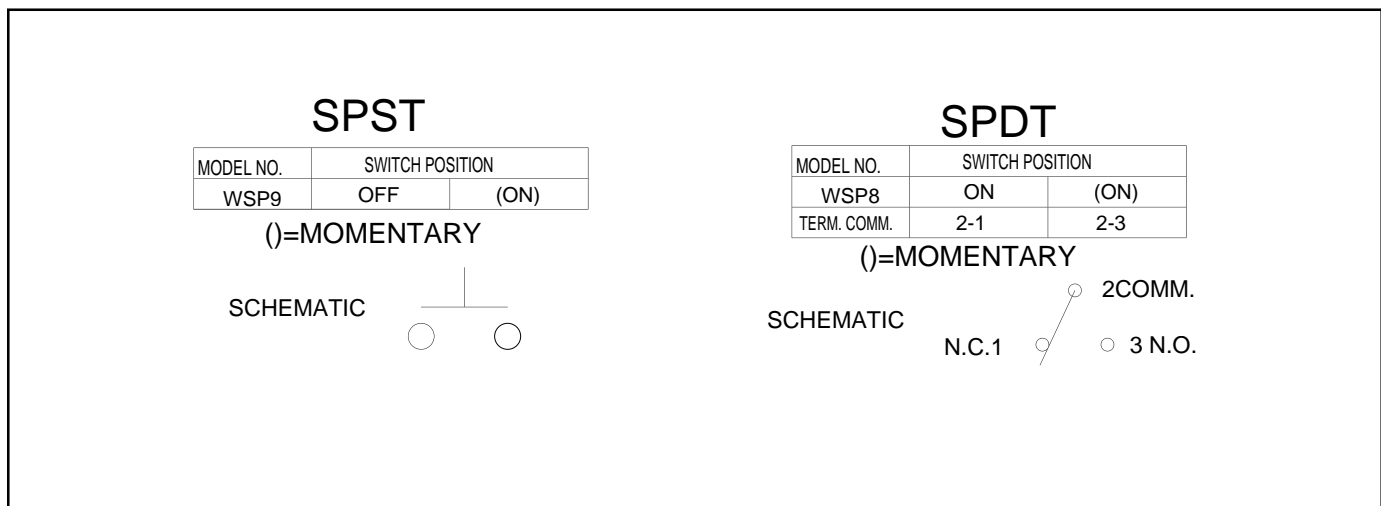 SPST
MODEL NO. SWITCH POSITION
WSP9 OFF (ON)
()=MOMENTARY
SCHEMATIC
SPDT
MODEL NO. SWITCH POSITION
WSP8 ON (ON)
TERM. COMM. 2-1 2-3
()=MOMENTARY
2COMM.
SCHEMATIC
N.C.1 3 N.O.